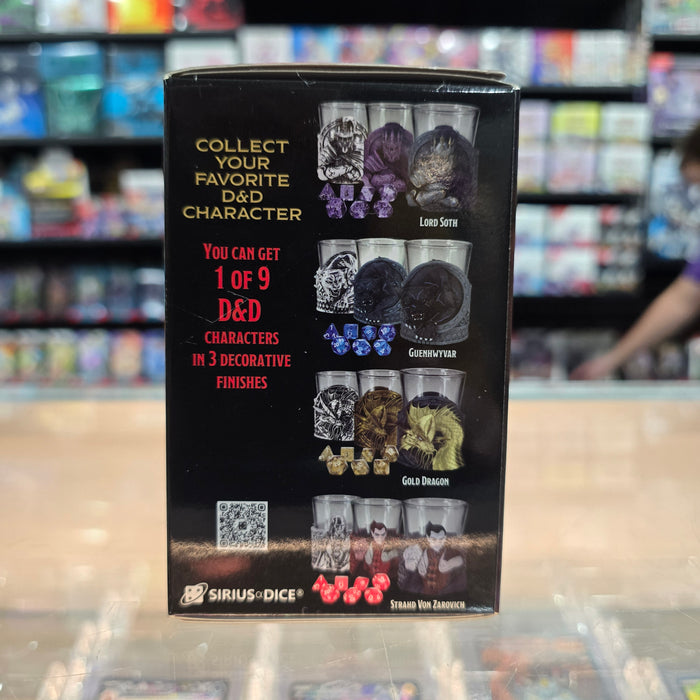 COLLECT
YOUR
FAVORITE
D&D
CHARACTER
YOU CAN GET
1 OF 9
D&D
CHARACTERS
IN 3 DECORATIVE
FINISHES
LORD SOTH
GUENHWYVAR
GOLD DRAGON
STRAHD VON ZAROVICH
SIRIUS DICE®